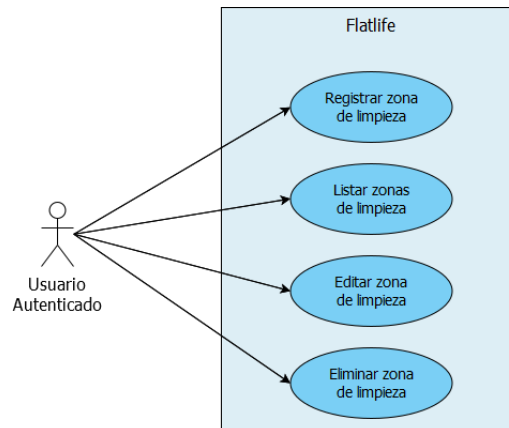 Flatlife
Registrar zona
de limpieza
Listar zonas
de limpieza
Usuario
Autenticado
Editar zona
de limpieza
Eliminar zona
de limpieza